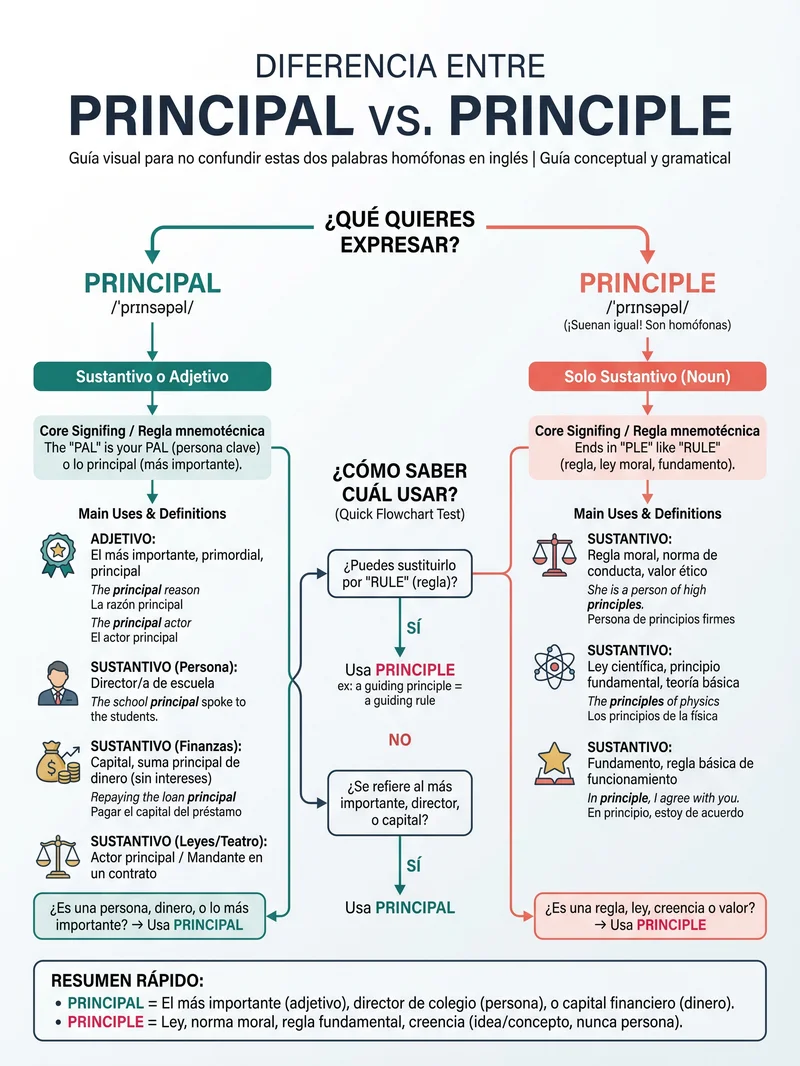 DIFERENCIA ENTRE
PRINCIPAL vs. PRINCIPLE
Guía visual para no confundir estas dos palabras homófonas en inglés | Guía conceptual y gramatical
¿QUÉ QUIERES
EXPRESAR?
PRINCIPAL
/ˈprɪnsəpəl/
Sustantivo o Adjetivo
Core Signifing / Regla mnemotécnica
The "PAL" is your PAL (persona clave)
o lo principal (más importante).
Main Uses & Definitions
ADJETIVO:
El más importante, primordial,
principal
The principal reason
La razón principal
The principal actor
El actor principal
SUSTANTIVO (Persona):
Director/a de escuela
The school principal spoke to
the students.
SUSTANTIVO (Finanzas):
Capital, suma principal de
dinero (sin intereses)
Repaying the loan principal
Pagar el capital del préstamo
SUSTANTIVO (Leyes/Teatro):
Actor principal / Mandante en
un contrato
¿Es una persona, dinero, o lo más
importante? → Usa PRINCIPAL
¿CÓMO SABER
CUÁL USAR?
(Quick Flowchart Test)
¿Puedes sustituirlo
por "RULE" (regla)?
SÍ
Usa PRINCIPLE
ex: a guiding principle =
a guiding rule
NO
¿Se refiere al más
importante, director,
o capital?
SÍ
Usa PRINCIPAL
PRINCIPLE
/ˈprɪnsəpəl/
(¡Suenan igual! Son homófonas)
Solo Sustantivo (Noun)
Core Signifing / Regla mnemotécnica
Ends in "PLE" like "RULE"
(regla, ley moral, fundamento).
Main Uses & Definitions
SUSTANTIVO:
Regla moral, norma de
conducta, valor ético
She is a person of high
principles.
Persona de principios firmes
SUSTANTIVO:
Ley científica, principio
fundamental, teoría básica
The principles of physics
Los principios de la física
SUSTANTIVO:
Fundamento, regla básica de
funcionamiento
In principle, I agree with you.
En principio, estoy de acuerdo
¿Es una regla, ley, creencia o valor?
→ Usa PRINCIPLE
RESUMEN RÁPIDO:
• PRINCIPAL = El más importante (adjetivo), director de colegio (persona), o capital financiero (dinero).
• PRINCIPLE = Ley, norma moral, regla fundamental, creencia (idea/concepto, nunca persona).